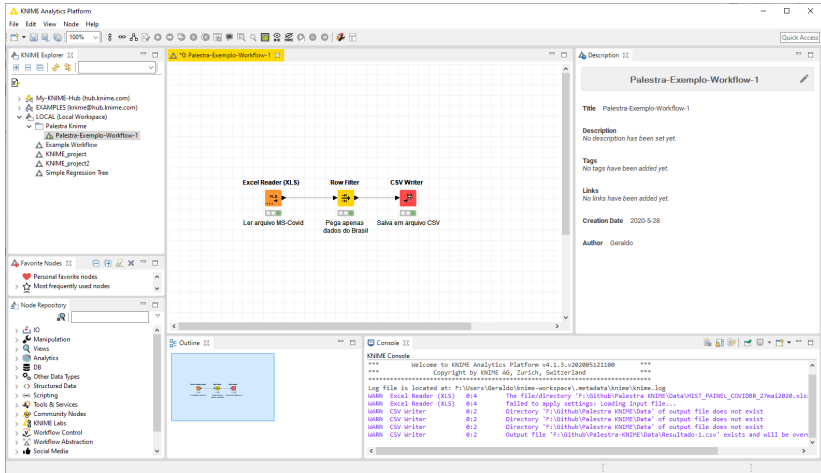 KNIME Analytics Platform
File Edit View Node Help
100%
Quick Access
KNIME Explorer
My-KNIME-Hub (hub.knime.com)
EXAMPLES (knime@hub.knime.com)
LOCAL (Local Workspace)
Palestra Knime
Palestra-Exemplo-Workflow-1
Example Workflow
KNIME_project
KNIME_project2
Simple Regression Tree
Favorite Nodes
Personal favorite nodes
Most frequently used nodes
Node Repository
IO
Manipulation
Views
Analytics
DB
Other Data Types
Structured Data
Scripting
Tools & Services
Community Nodes
KNIME Labs
Workflow Control
Workflow Abstraction
Social Media
*0: Palestra-Exemplo-Workflow-1
Excel Reader (XLS) Row Filter CSV Writer
XLS
Ler arquivo MS-Covid Pega apenas Salva em arquivo CSV
dados do Brasil
Outline
Console
KNIME Console
*** Welcome to KNIME Analytics Platform v4.1.3.v202005121100 ***
*** Copyright by KNIME AG, Zurich, Switzerland ***
Log file is located at: F:\Users\Geraldo\knime-workspace\.metadata\knime\knime.log
WARN Excel Reader (XLS) 0:4 The file/directory 'F:\Github\Palestra KNIME\Data\HIST_PAINEL_COVIDBR_27mai2020.xls
WARN Excel Reader (XLS) 0:4 failed to apply settings: Loading input file...
WARN CSV Writer 0:2 Directory 'F:\Github\Palestra KNIME\Data' of output file does not exist
WARN CSV Writer 0:2 Directory 'F:\Github\Palestra KNIME\Data' of output file does not exist
WARN CSV Writer 0:2 Directory 'F:\Github\Palestra KNIME\Data' of output file does not exist
WARN CSV Writer 0:2 Output file 'F:\Github\Palestra-KNIME\Data\Resultado-1.csv' exists and will be over
Description
Palestra-Exemplo-Workflow-1
Title Palestra-Exemplo-Workflow-1
Description
No description has been set yet.
Tags
No tags have been added yet.
Links
No links have been added yet.
Creation Date 2020-5-28
Author Geraldo